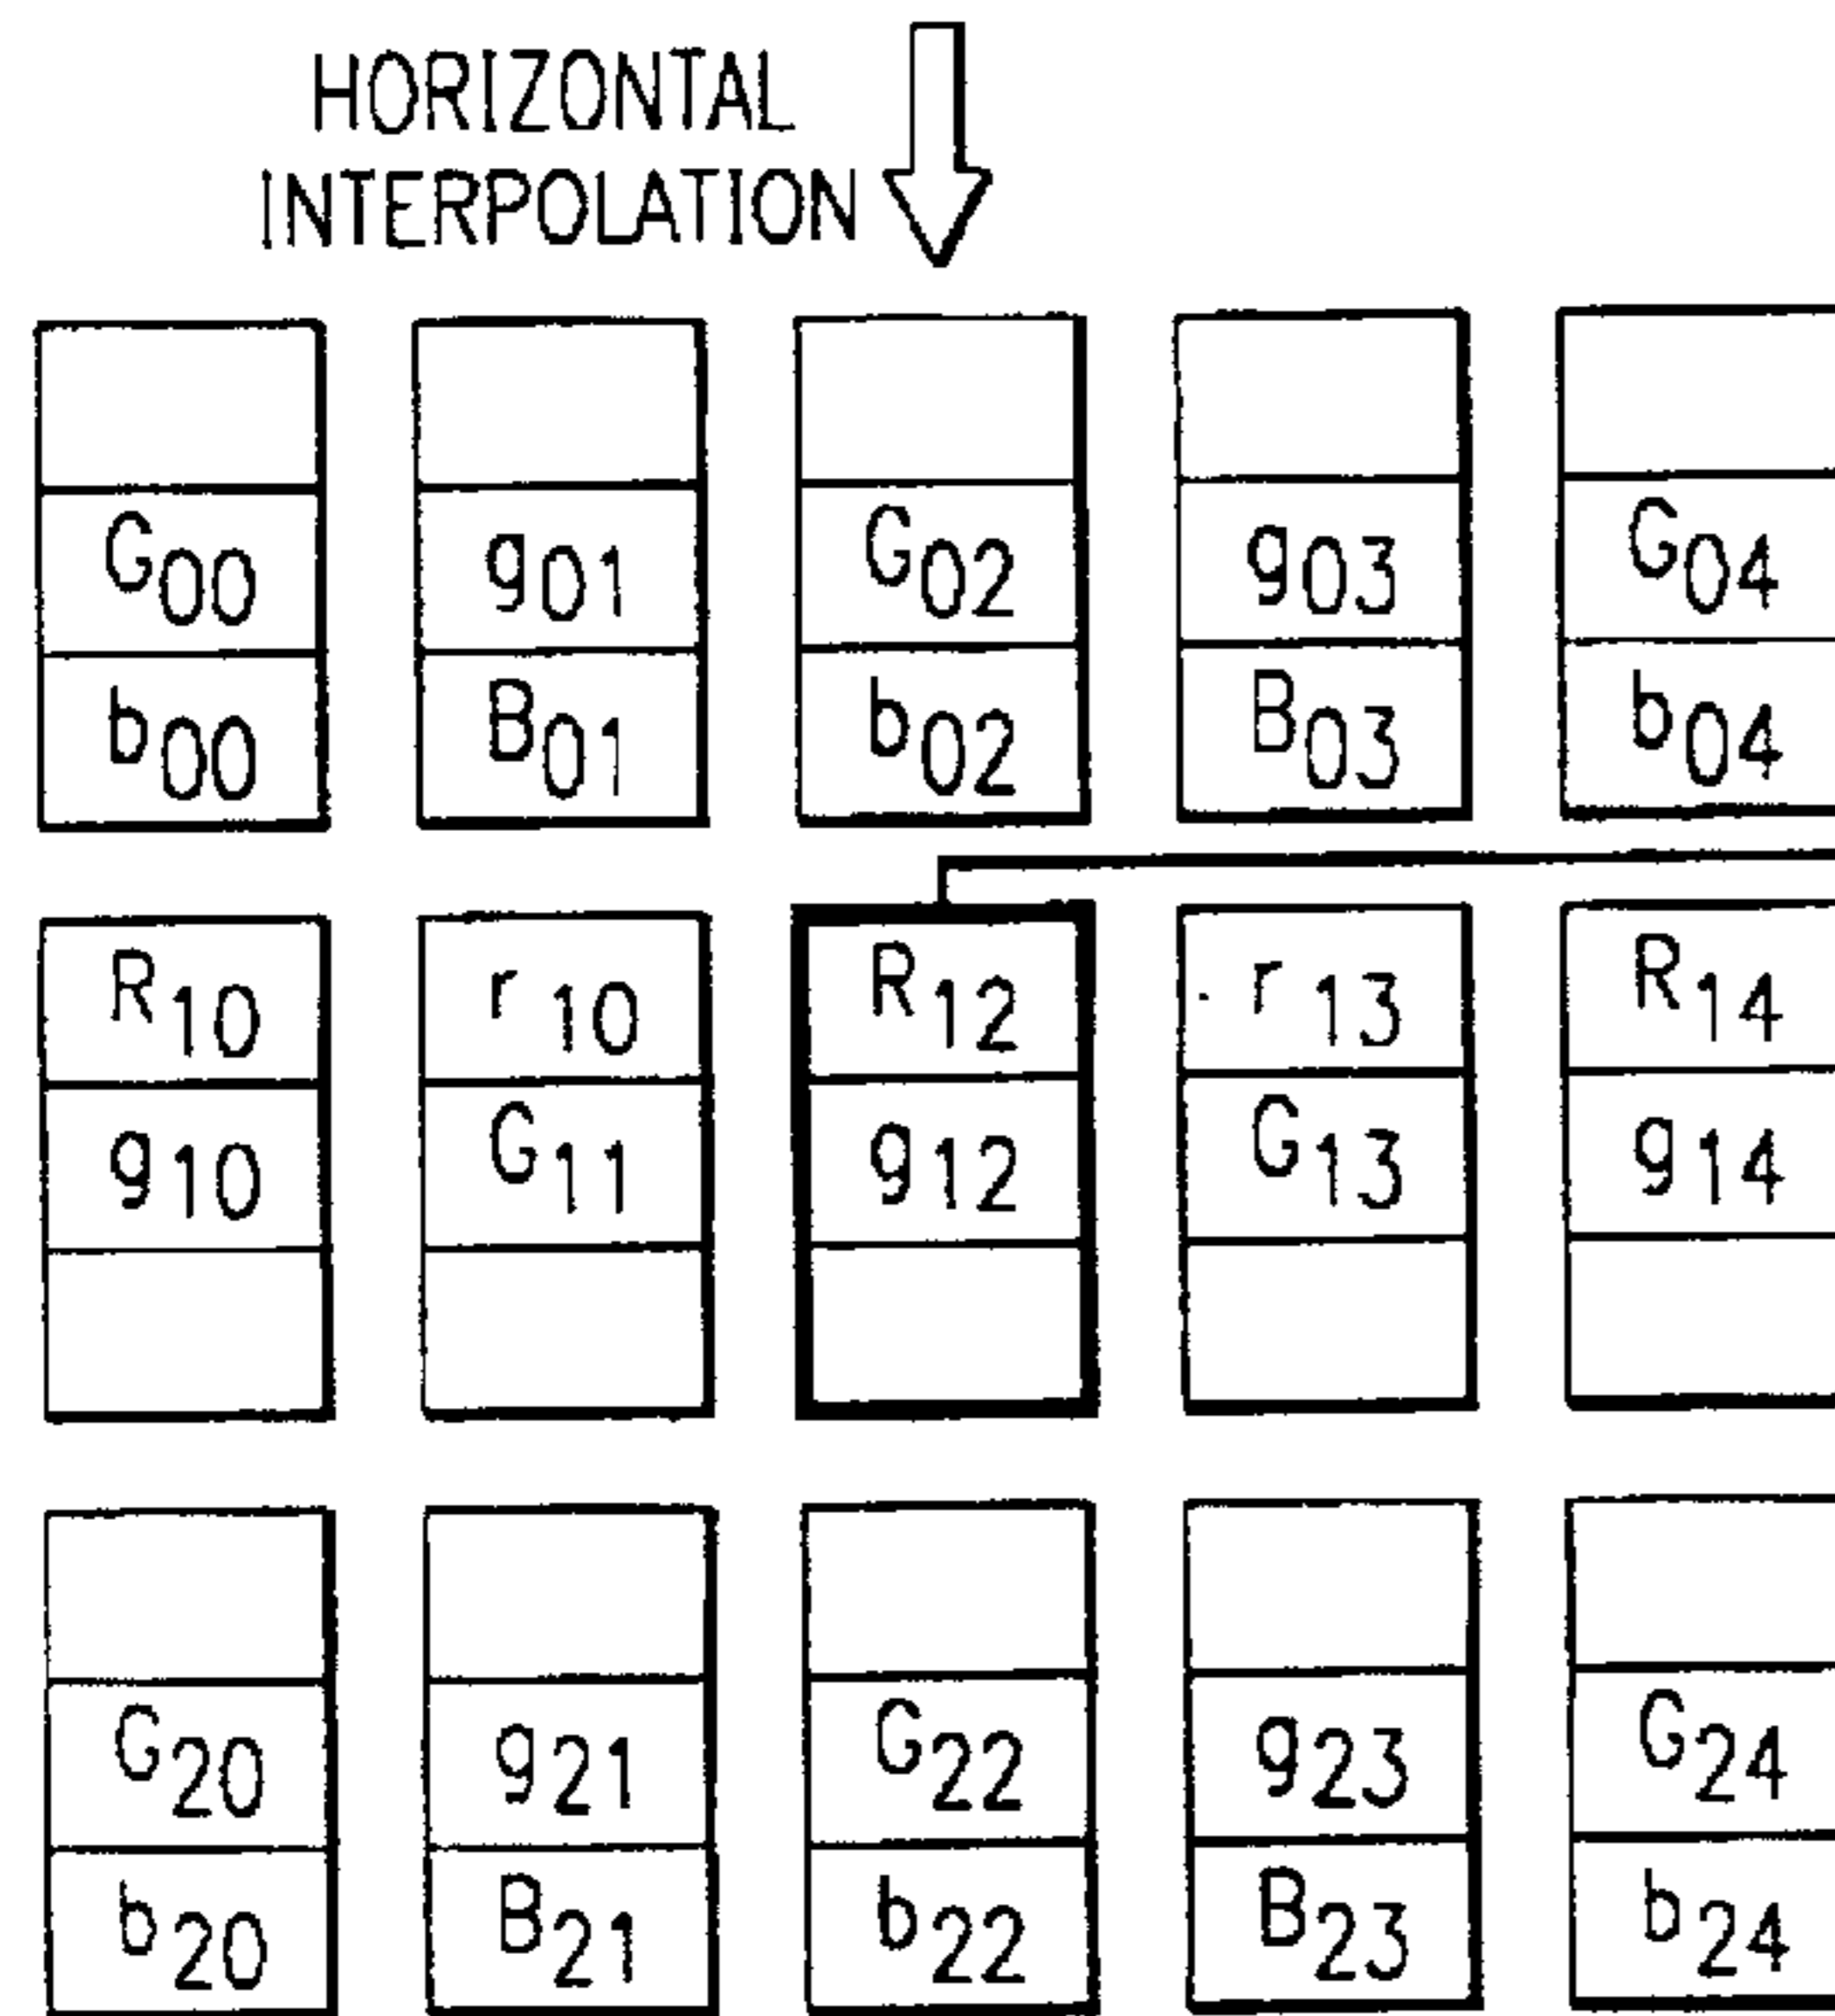 HORIZONTAL
INTERPOLATION
G00 g01 G02 g03 G04
b00 B01 b02 B03 b04
R10 r10 R12 r13 R14
g10 G11 g12 G13 g14
G20 g21 G22 g23 G24
b20 B21 b22 B23 b24